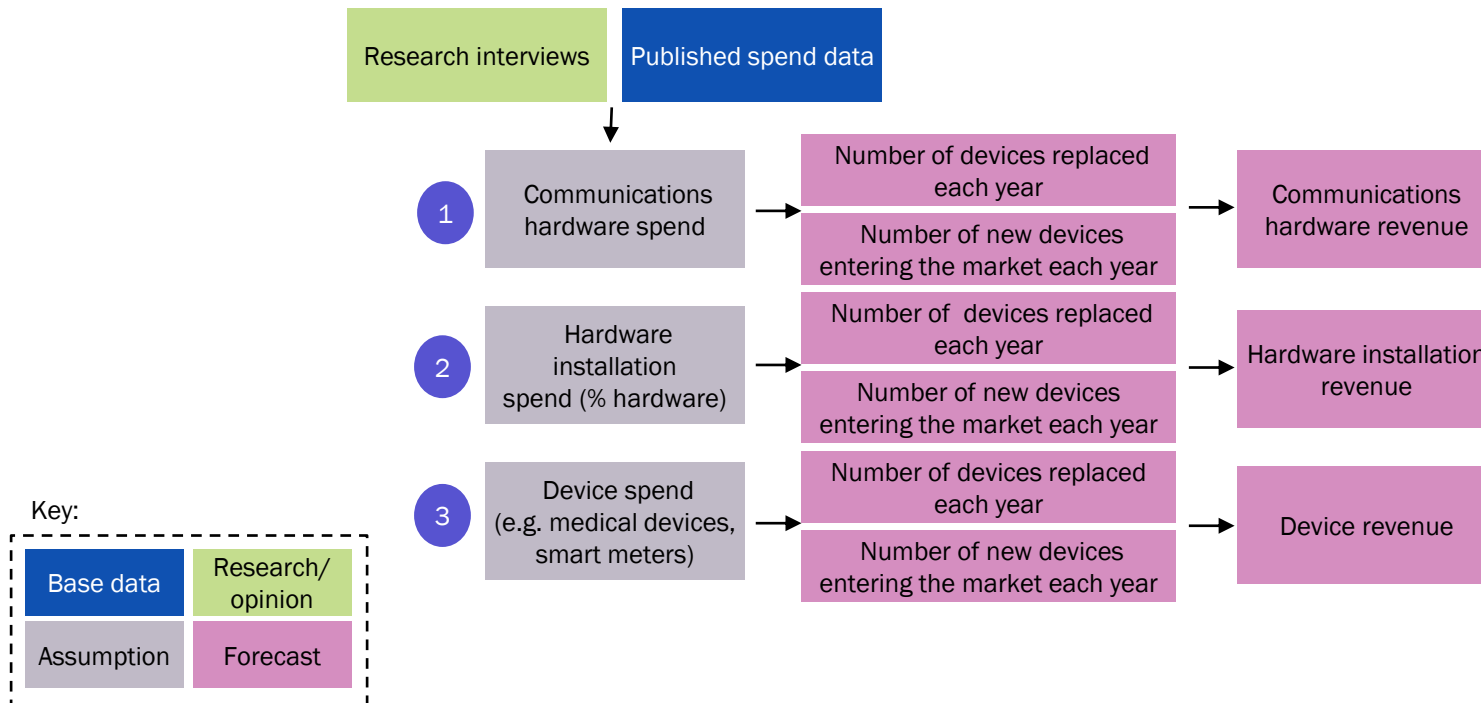 Research interviews
Published spend data
1
Communications
hardware spend
Number of devices replaced
each year
Number of new devices
entering the market each year
Communications
hardware revenue
2
Hardware
installation
spend (% hardware)
Number of devices replaced
each year
Number of new devices
entering the market each year
Hardware installation
revenue
3
Device spend
(e.g. medical devices,
smart meters)
Number of devices replaced
each year
Number of new devices
entering the market each year
Device revenue
Key:
Base data
Research/
opinion
Assumption
Forecast